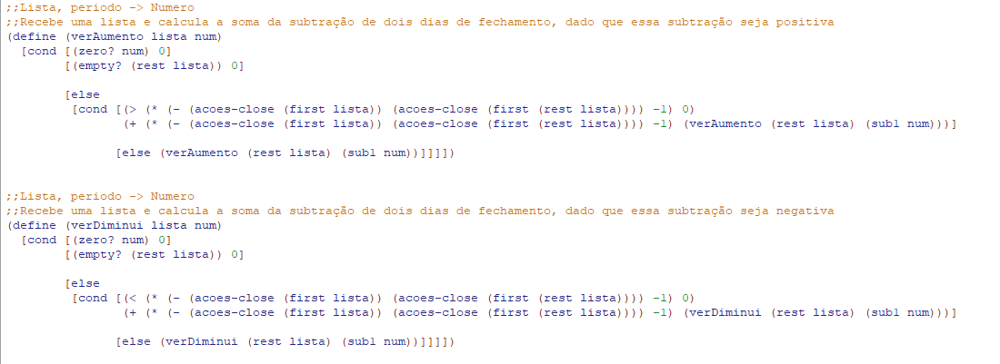 ;;Lista, periodo -> Numero
;;Recebe uma lista e calcula a soma da subtração de dois dias de fechamento, dado que essa subtração seja positiva
(define (verAumento lista num)
[cond [(zero? num) 0]
[(empty? (rest lista)) 0]
[else
[cond [(> (* (- (acoes-close (first lista)) (acoes-close (first (rest lista)))) -1) 0)
(+ (* (- (acoes-close (first lista)) (acoes-close (first (rest lista)))) -1) (verAumento (rest lista) (sub1 num)))]
[else (verAumento (rest lista) (sub1 num))]]]])
;;Lista, periodo -> Numero
;;Recebe uma lista e calcula a soma da subtração de dois dias de fechamento, dado que essa subtração seja negativa
(define (verDiminui lista num)
[cond [(zero? num) 0]
[(empty? (rest lista)) 0]
[else
[cond [(< (* (- (acoes-close (first lista)) (acoes-close (first (rest lista)))) -1) 0)
(+ (* (- (acoes-close (first lista)) (acoes-close (first (rest lista)))) -1) (verDiminui (rest lista) (sub1 num)))]
[else (verDiminui (rest lista) (sub1 num))]]]])